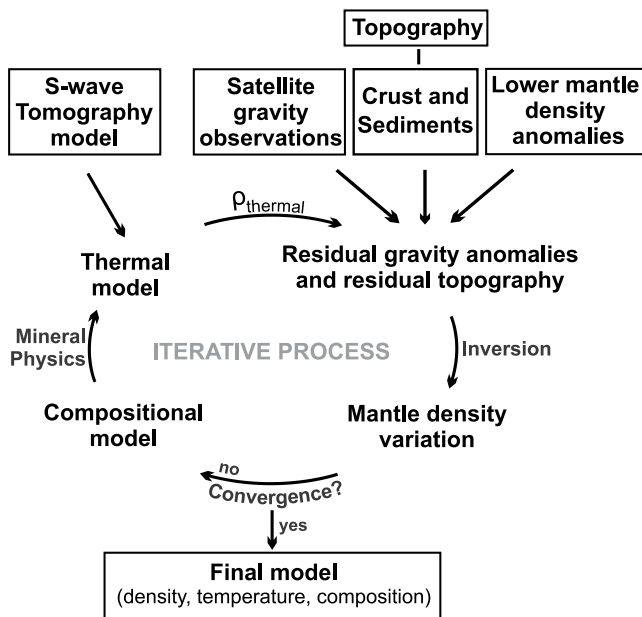 Topography
S-wave
Tomography
model
Satellite
gravity
observations
Crust and
Sediments
Lower mantle
density
anomalies
ρthermal
Thermal
model
Residual gravity anomalies
and residual topography
Mineral
Physics
ITERATIVE PROCESS
Inversion
Compositional
model
Mantle density
variation
no
Convergence?
yes
Final model
(density, temperature, composition)